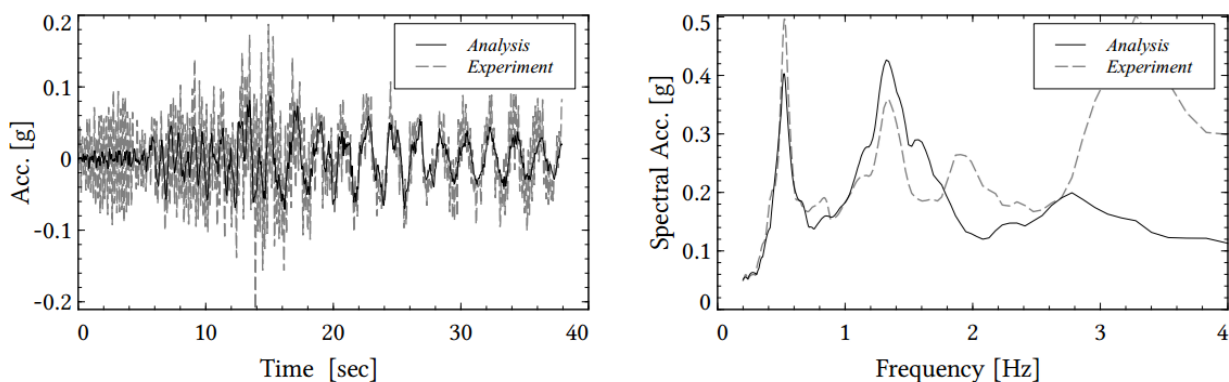 0.2
0.1
0
-0.1
-0.2
Acc. [g]
0 10 20 30 40
Time [sec]
Analysis
Experiment
0.5
0.4
0.3
0.2
0.1
0
Spectral Acc. [g]
0 1 2 3 4
Frequency [Hz]
Analysis
Experiment